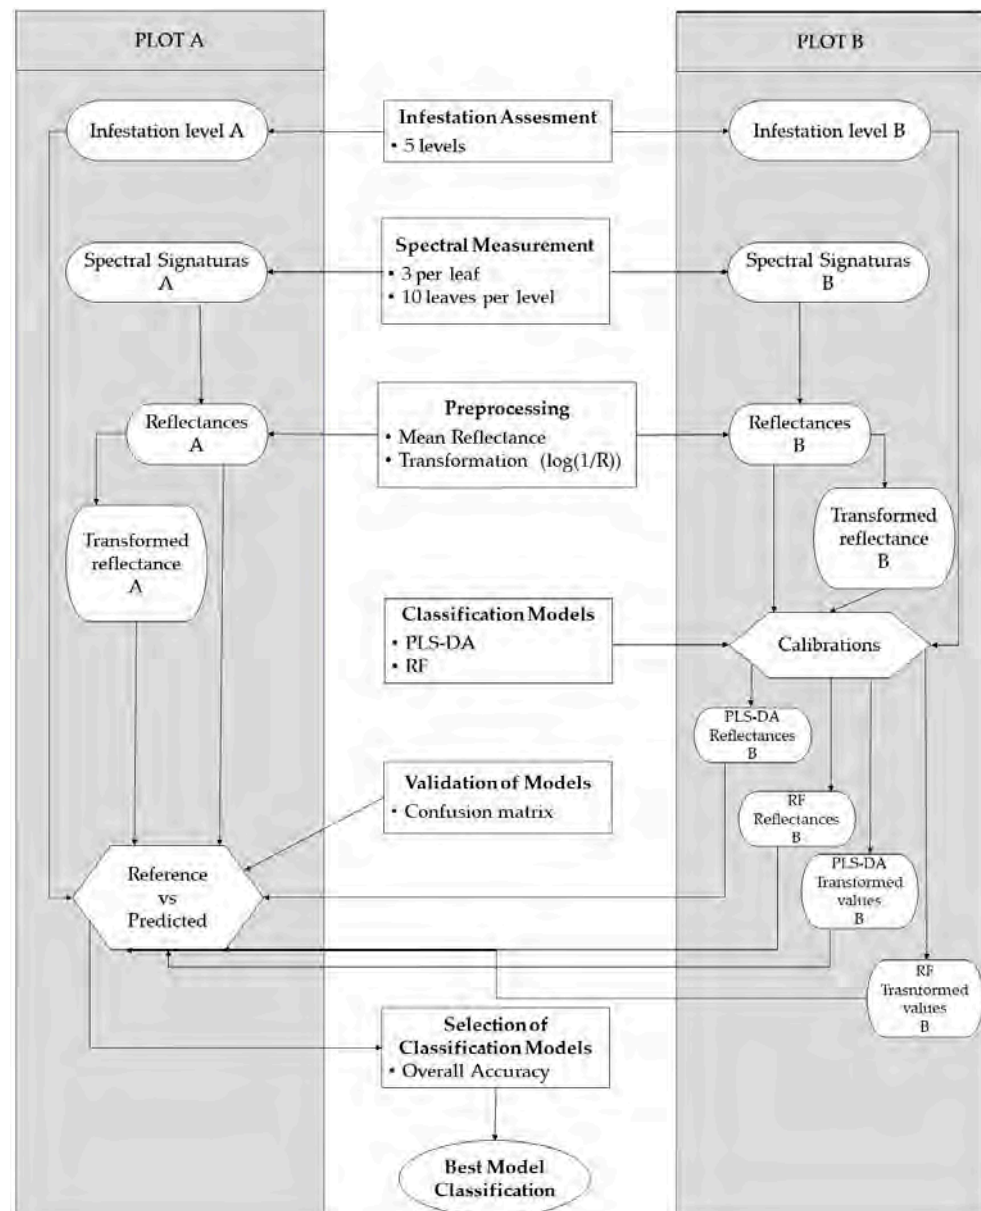 PLOT A
PLOT B
Infestation level A
Infestation Assesment
• 5 levels
Infestation level B
Spectral Signaturas
A
Spectral Measurement
• 3 per leaf
• 10 leaves per level
Spectral Signaturas
B
Reflectances
A
Preprocessing
• Mean Reflectance
• Transformation (log(1/R))
Reflectances
B
Transformed
reflectance
A
Transformed
reflectance
B
Classification Models
• PLS-DA
• RF
Calibrations
PLS-DA
Reflectances
B
Validation of Models
• Confusion matrix
RF
Reflectances
B
Reference
vs
Predicted
PLS-DA
Transformed
values
B
RF
Trasnformed
values
B
Selection of
Classification Models
• Overall Accuracy
Best Model
Classification